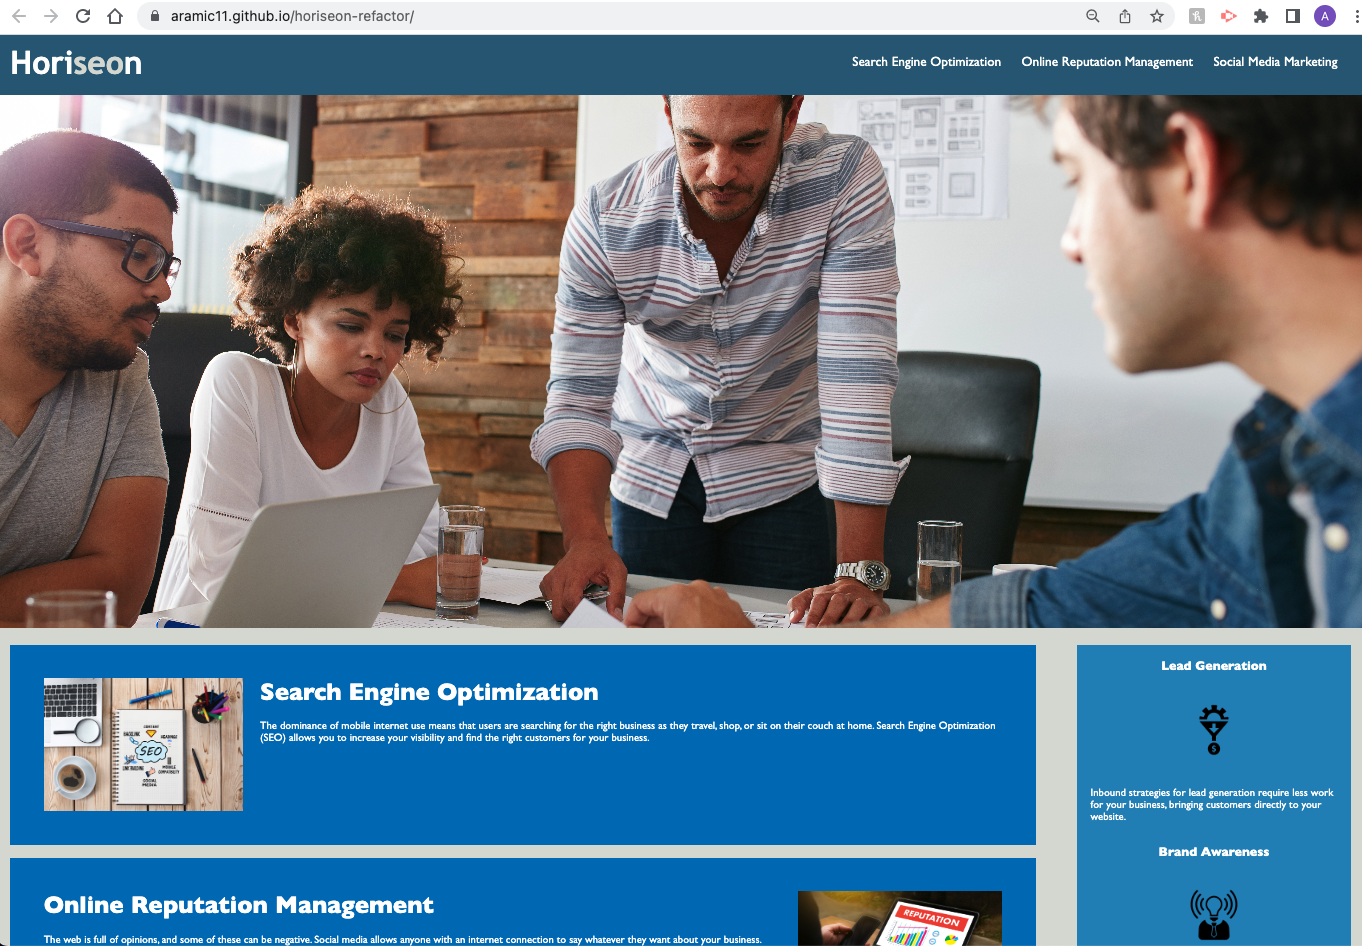 aramic11.github.io/horiseon-refactor/
A
Horiseon
Search Engine Optimization
Online Reputation Management
Social Media Marketing
SEO
Search Engine Optimization
The dominance of mobile internet use means that users are searching for the right business as they travel, shop, or sit on their couch at home. Search Engine Optimization
(SEO) allows you to increase your visibility and find the right customers for your business.
Lead Generation
$
Inbound strategies for lead generation require less work
for your business, bringing customers directly to your
website.
Brand Awareness
Online Reputation Management
REPUTATION
The web is full of opinions, and some of these can be negative. Social media allows anyone with an internet connection to say whatever they want about your business.